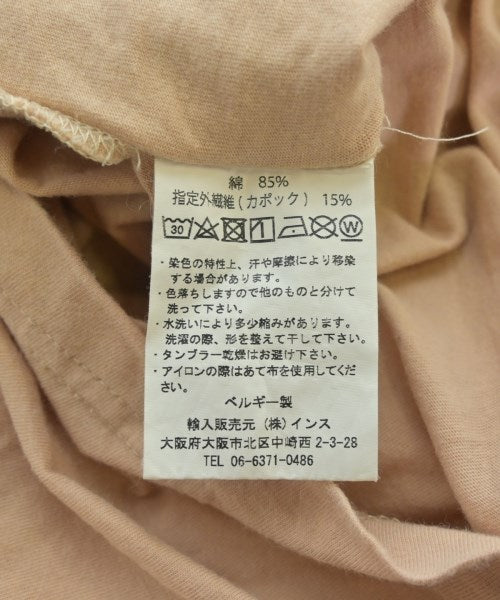 綿 85%
指定外繊維(カポック) 15%
30 W
・染色の特性上、汗や摩擦により移染
する場合があります。
・色落ちしますので他のものと分けて
洗って下さい。
・水洗いにより多少縮みがあります。
洗濯の際、形を整えて干して下さい。
・タンブラー乾燥はお避け下さい。
・アイロンの際はあて布を使用してくだ
さい。
ベルギー製
輸入販売元 (株)インス
大阪府大阪市北区中崎西2-3-28
TEL 06-6371-0486